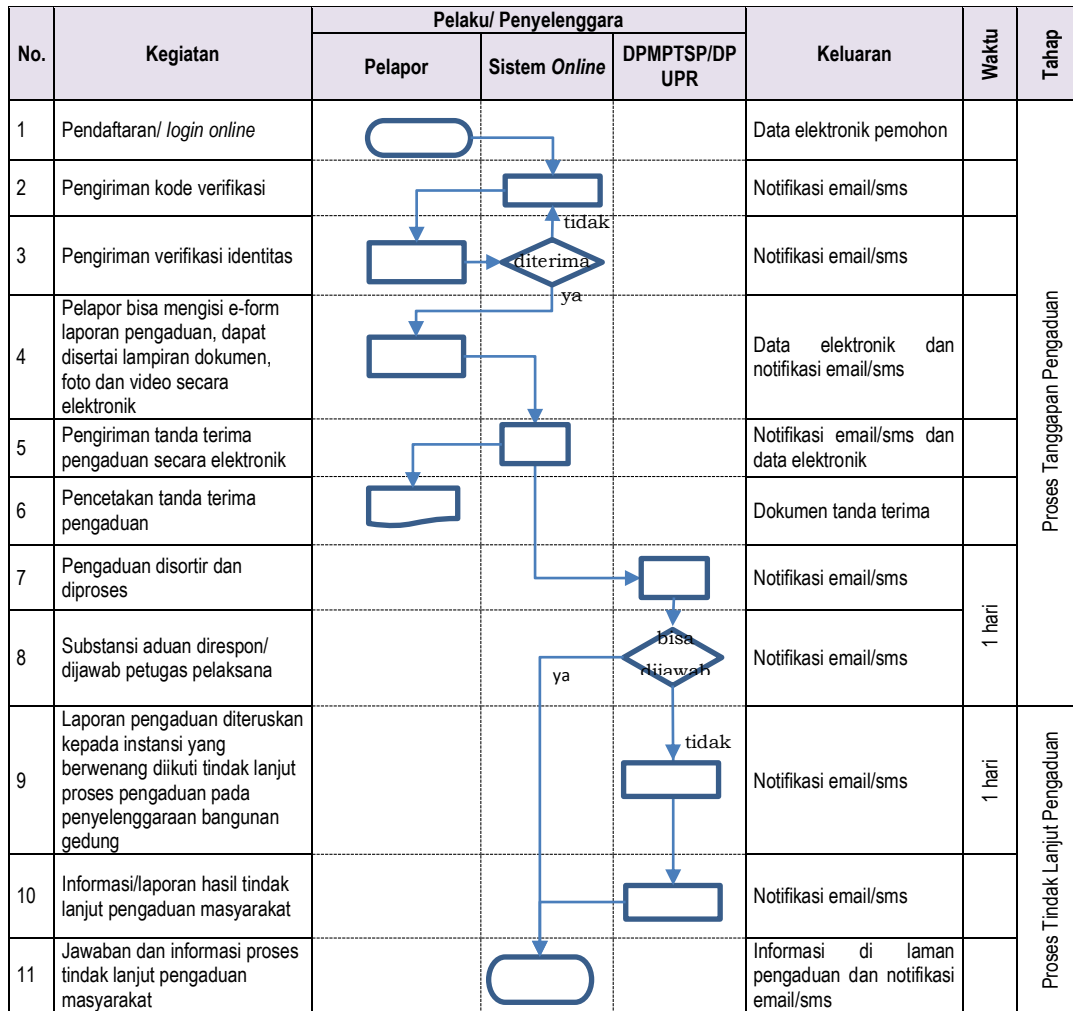 Pelaku/ Penyelenggara
No.
Kegiatan
Pelapor
Sistem Online
DPMPTSP/DP
UPR
Keluaran
Waktu
Tahap
1
Pendaftaran/ login online
Data elektronik pemohon
2
Pengiriman kode verifikasi
Notifikasi email/sms
tidak
3
Pengiriman verifikasi identitas
diterima
Notifikasi email/sms
ya
4
Pelapor bisa mengisi e-form
laporan pengaduan, dapat
disertai lampiran dokumen,
foto dan video secara
elektronik
Data elektronik dan
notifikasi email/sms
5
Pengiriman tanda terima
pengaduan secara elektronik
Notifikasi email/sms dan
data elektronik
6
Pencetakan tanda terima
pengaduan
Dokumen tanda terima
7
Pengaduan disortir dan
diproses
Notifikasi email/sms
1 hari
Proses Tanggapan Pengaduan
8
Substansi aduan direspon/
dijawab petugas pelaksana
bisa
dijawab
ya
Notifikasi email/sms
9
Laporan pengaduan diteruskan
kepada instansi yang
berwenang diikuti tindak lanjut
proses pengaduan pada
penyelenggaraan bangunan
gedung
tidak
Notifikasi email/sms
1 hari
Proses Tindak Lanjut Pengaduan
10
Informasi/laporan hasil tindak
lanjut pengaduan masyarakat
Notifikasi email/sms
11
Jawaban dan informasi proses
tindak lanjut pengaduan
masyarakat
Informasi di laman
pengaduan dan notifikasi
email/sms